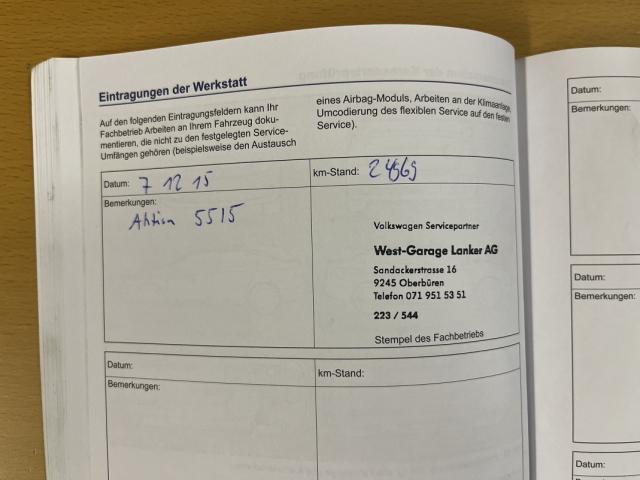 Eintragungen der Werkstatt
Auf den folgenden Eintragungsfeldern kann Ihr
Fachbetrieb Arbeiten an Ihrem Fahrzeug doku-
mentieren, die nicht zu den festgelegten Service-
Umfängen gehören (beispielsweise den Austausch
eines Airbag-Moduls, Arbeiten an der Klimaanlage,
Umcodierung des flexiblen Service auf den festen
Service).
Datum: 7 12 15
km-Stand:
Bemerkungen:
Aktion 5515
Volkswagen Servicepartner
West-Garage Lanker AG
Sandackerstrasse 16
9245 Oberbüren
Telefon 071 951 53 51
223 / 544
Stempel des Fachbetriebs
Datum:
km-Stand:
Bemerkungen:
Datum:
Bemerkungen:
Datum:
Bemerkungen:
Datum: